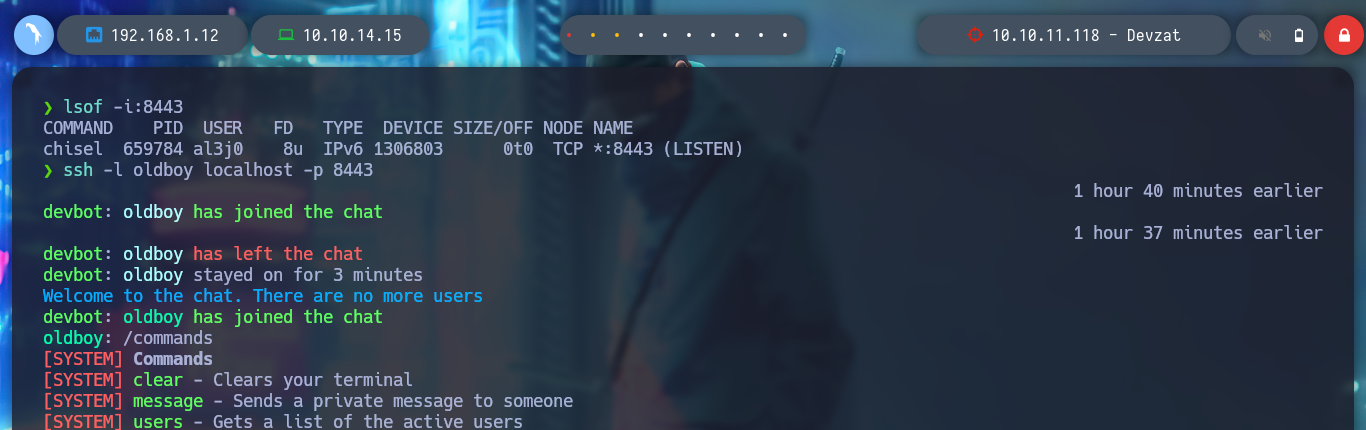 192.168.1.12 10.10.14.15 10.10.11.118 - Devzat
❯ lsof -i:8443
COMMAND    PID  USER   FD   TYPE  DEVICE SIZE/OFF NODE NAME
chisel  659784 al3j0    8u  IPv6 1306803      0t0  TCP *:8443 (LISTEN)
❯ ssh -l oldboy localhost -p 8443
1 hour 40 minutes earlier
devbot: oldboy has joined the chat
1 hour 37 minutes earlier
devbot: oldboy has left the chat
devbot: oldboy stayed on for 3 minutes
Welcome to the chat. There are no more users
devbot: oldboy has joined the chat
oldboy: /commands
[SYSTEM] Commands
[SYSTEM] clear - Clears your terminal
[SYSTEM] message - Sends a private message to someone
[SYSTEM] users - Gets a list of the active users